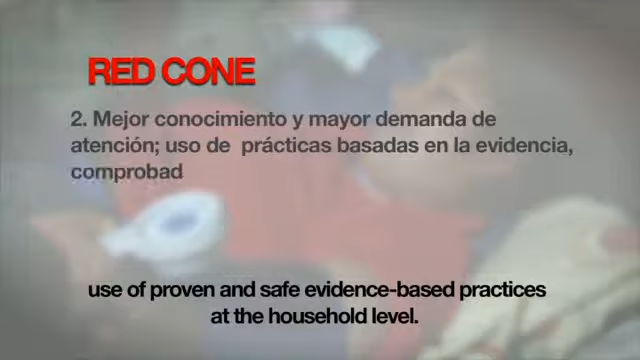 RED CONE
2. Mejor conocimiento y mayor demanda de
atención; uso de prácticas basadas en la evidencia,
comprobad
use of proven and safe evidence-based practices
at the household level.